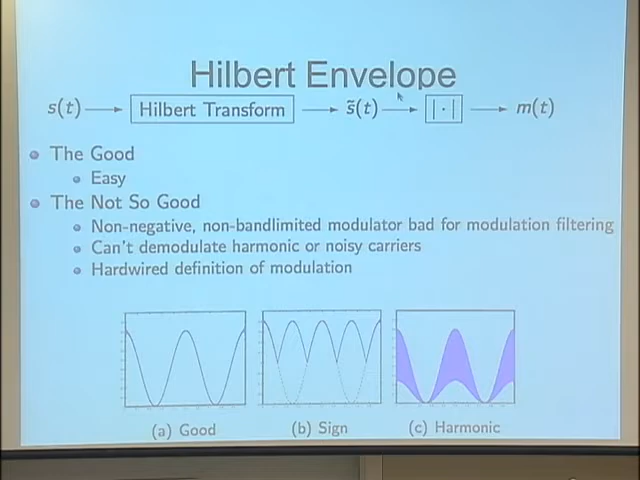 Hilbert Envelope
s(t) Hilbert Transform s̃(t) |·| m(t)
The Good
Easy
The Not So Good
Non-negative, non-bandlimited modulator bad for modulation filtering
Can't demodulate harmonic or noisy carriers
Hardwired definition of modulation
(a) Good (b) Sign (c) Harmonic